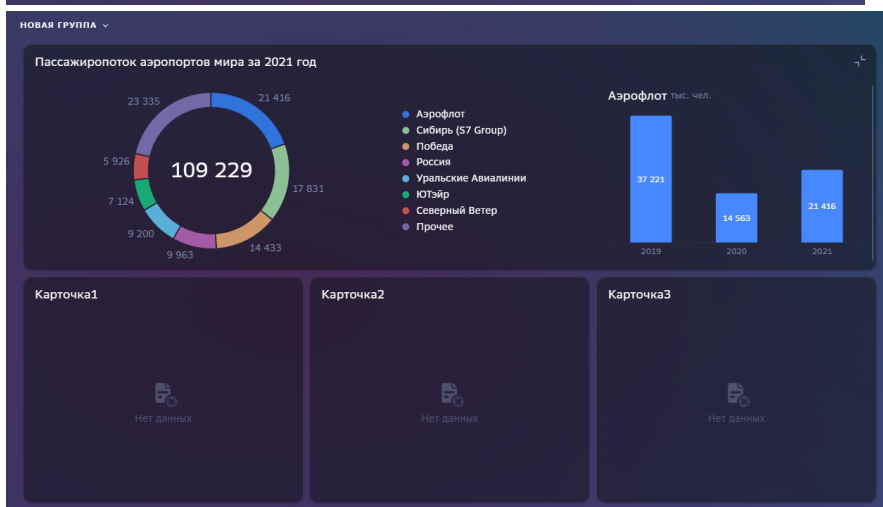 НОВАЯ ГРУППА
Пассажиропоток аэропортов мира за 2021 год
23 335
21 416
5 926
109 229
17 831
7 124
9 200
9 963
14 433
Аэрофлот
Сибирь (S7 Group)
Победа
Россия
Уральские Авиалинии
ЮТэйр
Северный Ветер
Прочее
Аэрофлот тыс. чел.
37 221
14 563
21 416
2019 2020 2021
Карточка1
Нет данных
Карточка2
Нет данных
Карточка3
Нет данных